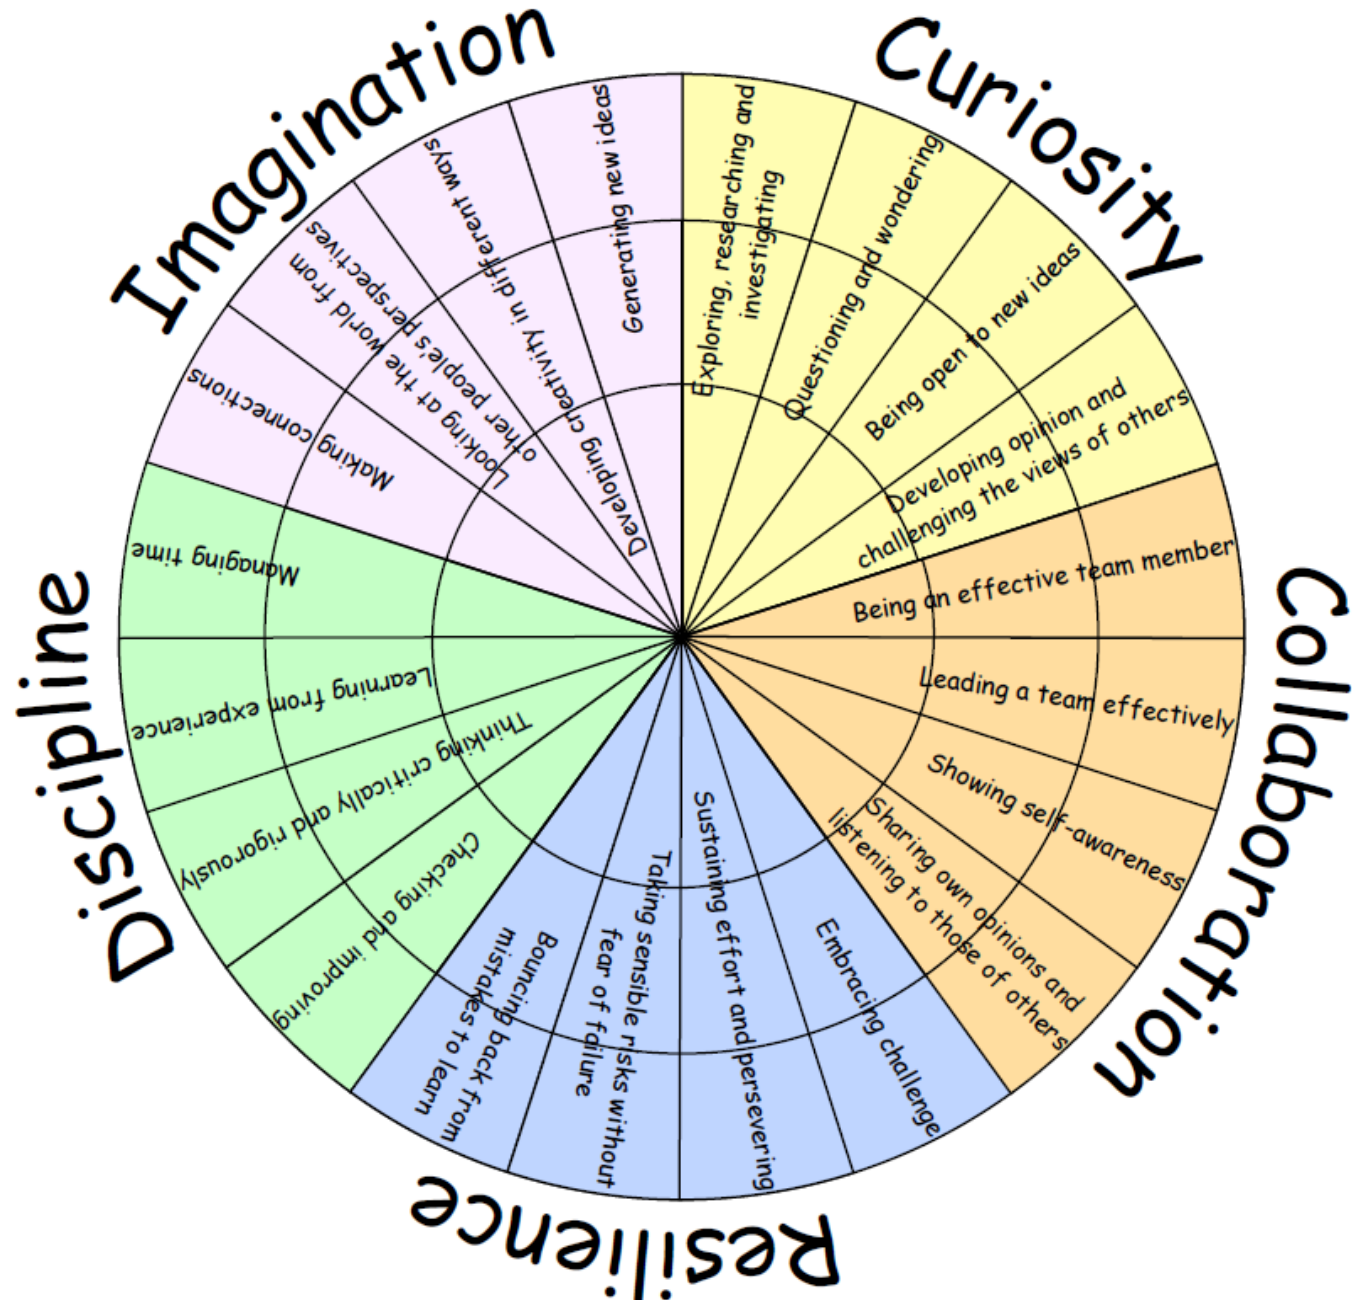 Curiosity
Exploring, researching and
investigating
Questioning and wondering
Being open to new ideas
Developing opinion and
challenging the views of others
Collaboration
Being an effective team member
Leading a team effectively
Showing self-awareness
Sharing own opinions and
listening to those of others
Resilience
Embracing challenge
Sustaining effort and persevering
Taking sensible risks without
fear of failure
Bouncing back from
mistakes to learn
Discipline
Checking and improving
Thinking critically and rigorously
Learning from experience
Managing time
Imagination
Making connections
Looking at the world from
other people's perspectives
Developing creativity in different ways
Generating new ideas